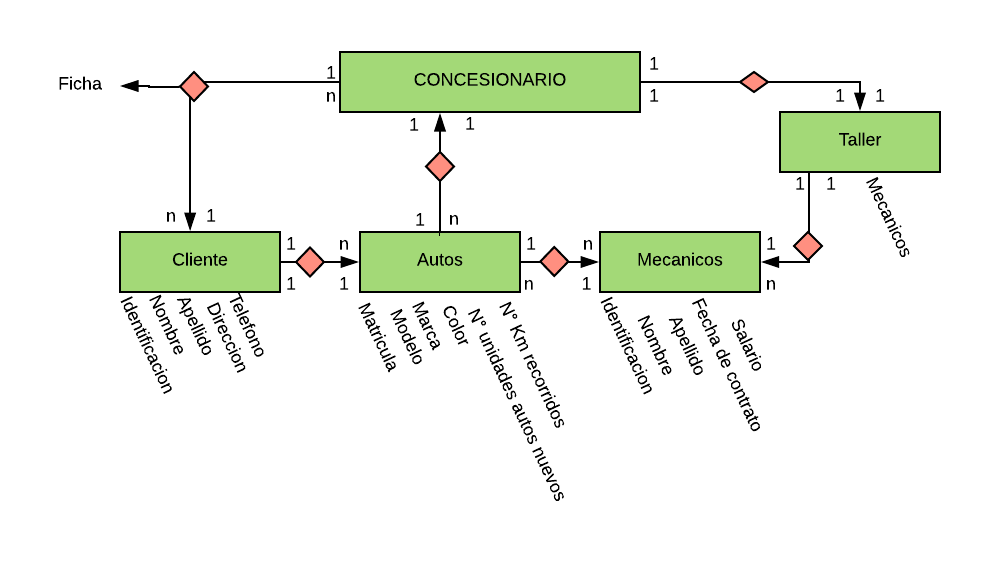 CONCESIONARIO
1
n
1
1
Ficha
1 1
1 1
Taller
1 1
Mecanicos
n 1
1 n
Cliente
1
1
n
1
Autos
1
n
n
1
Mecanicos
1
n
Identificacion
Nombre
Apellido
Direccion
Telefono
Matricula
Modelo
Marca
Color
N° unidades autos nuevos
N° Km recorridos
Identificacion
Nombre
Apellido
Fecha de contrato
Salario